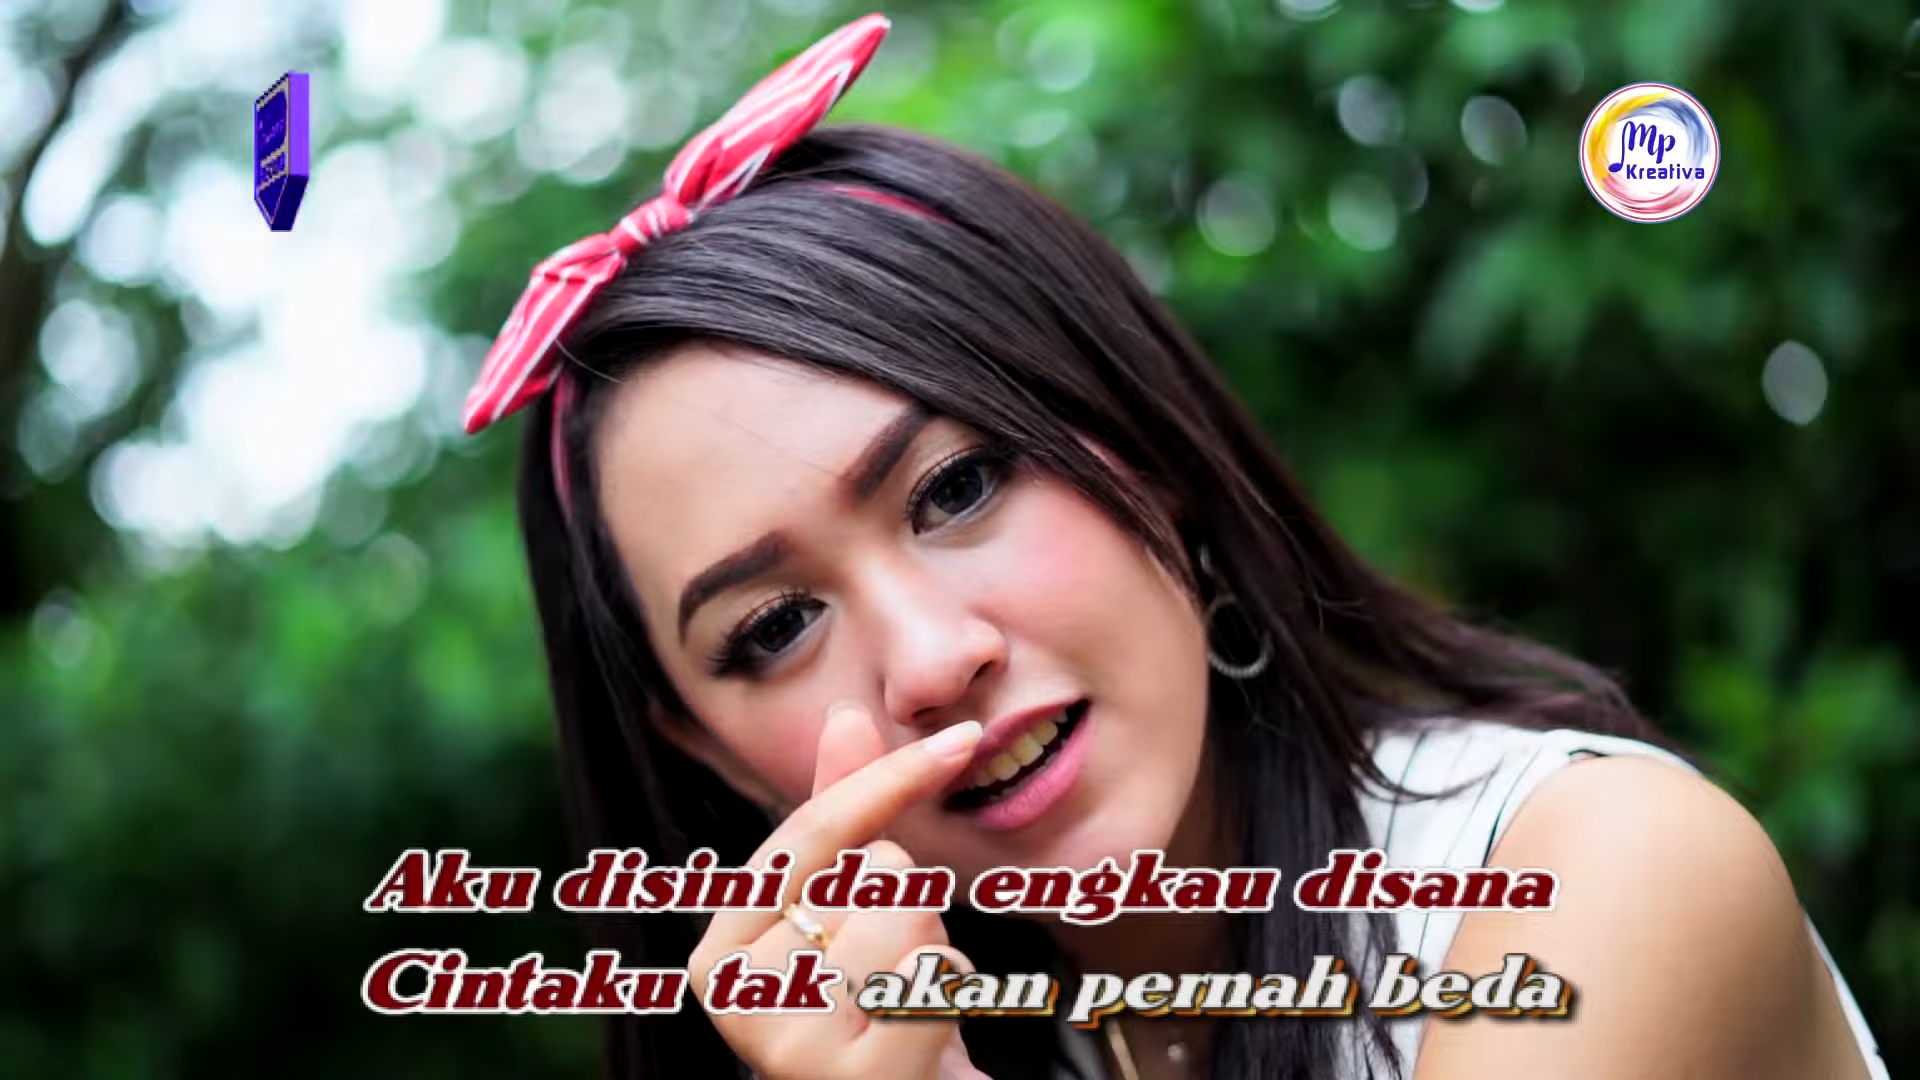 Mp
Kreativa
Aku disini dan engkau disana
Cintaku tak akan pernah beda